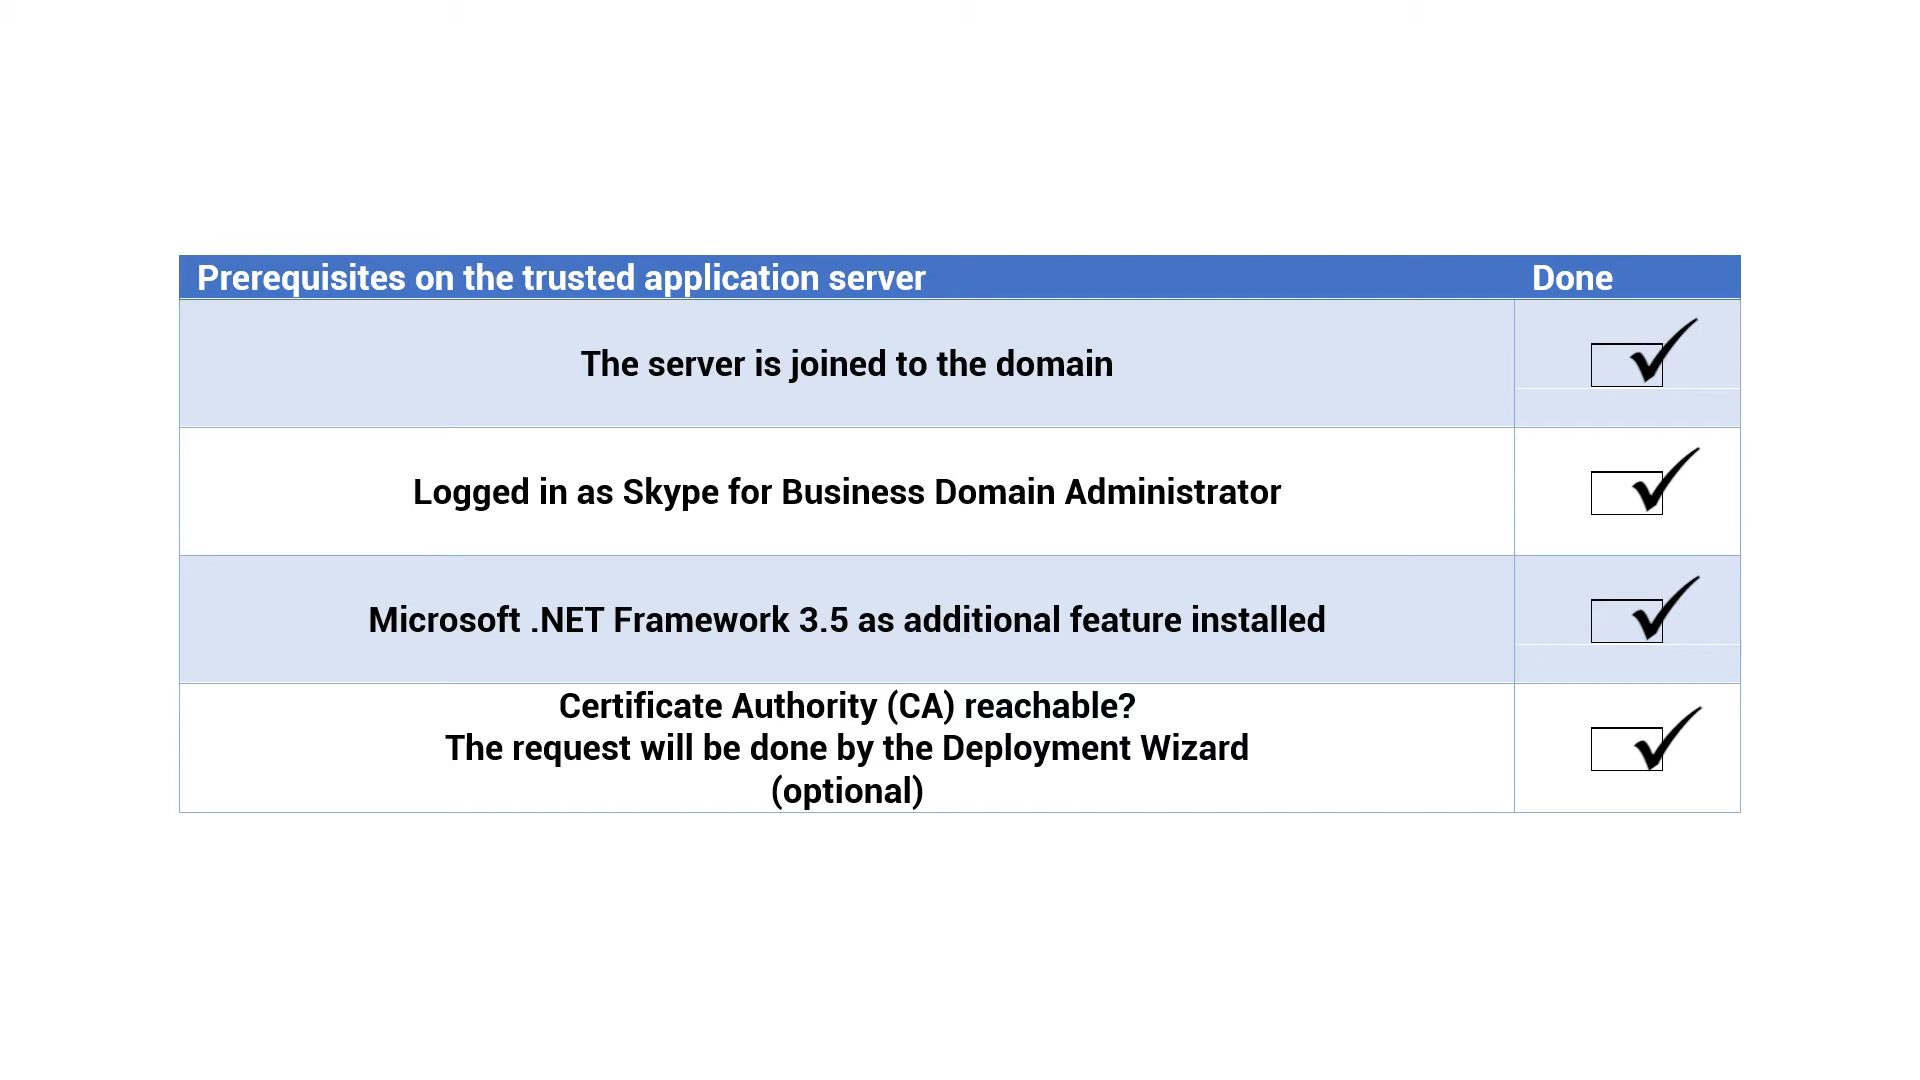 Prerequisites on the trusted application server
Done
The server is joined to the domain
Logged in as Skype for Business Domain Administrator
Microsoft .NET Framework 3.5 as additional feature installed
Certificate Authority (CA) reachable?
The request will be done by the Deployment Wizard
(optional)